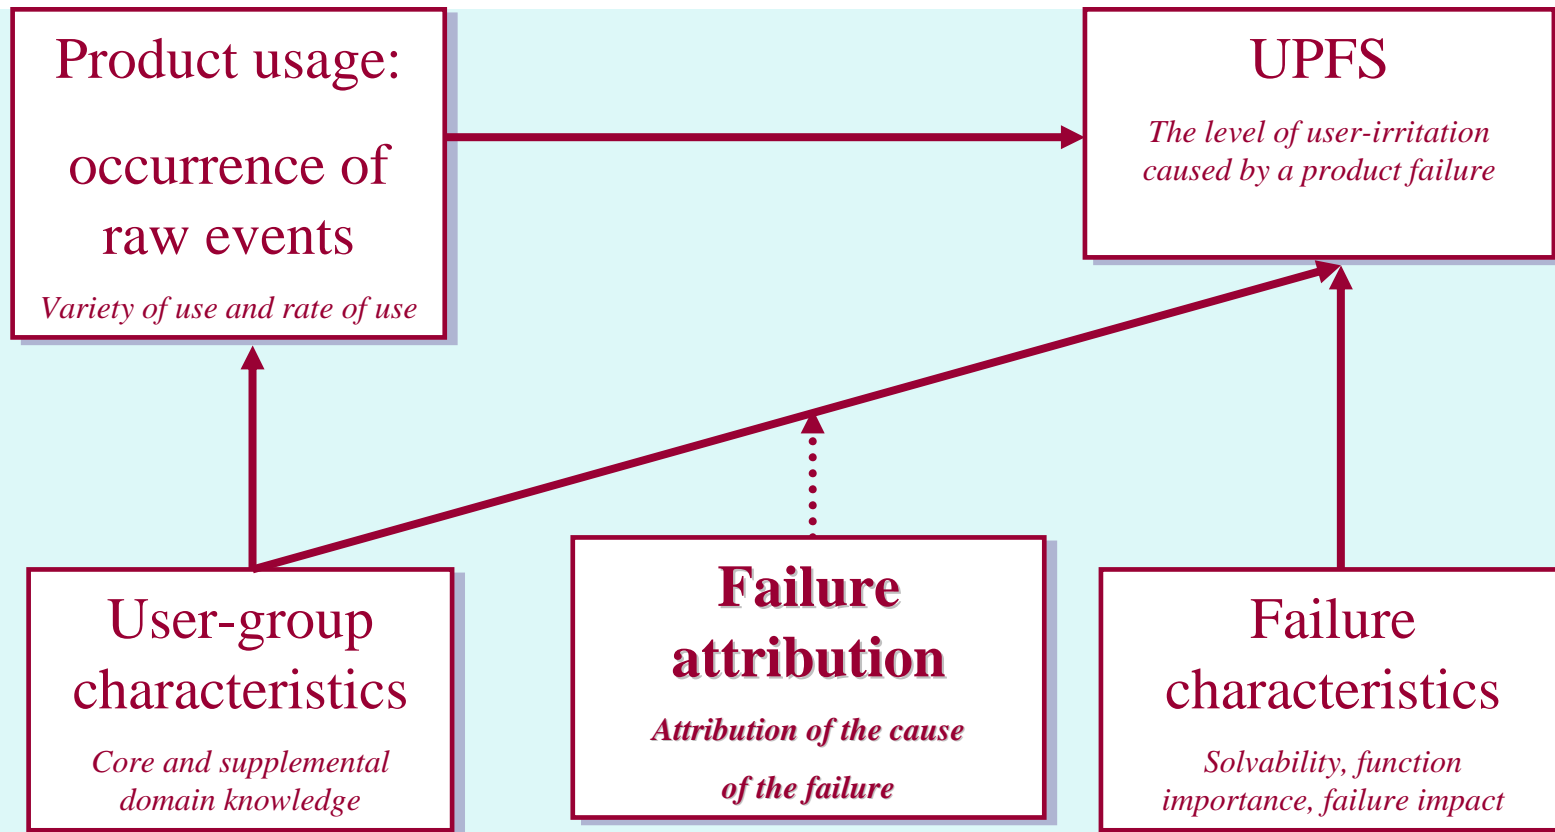 Product usage:
occurrence of
raw events
Variety of use and rate of use
UPFS
The level of user-irritation
caused by a product failure
User-group
characteristics
Core and supplemental
domain knowledge
Failure
attribution
Attribution of the cause
of the failure
Failure
characteristics
Solvability, function
importance, failure impact